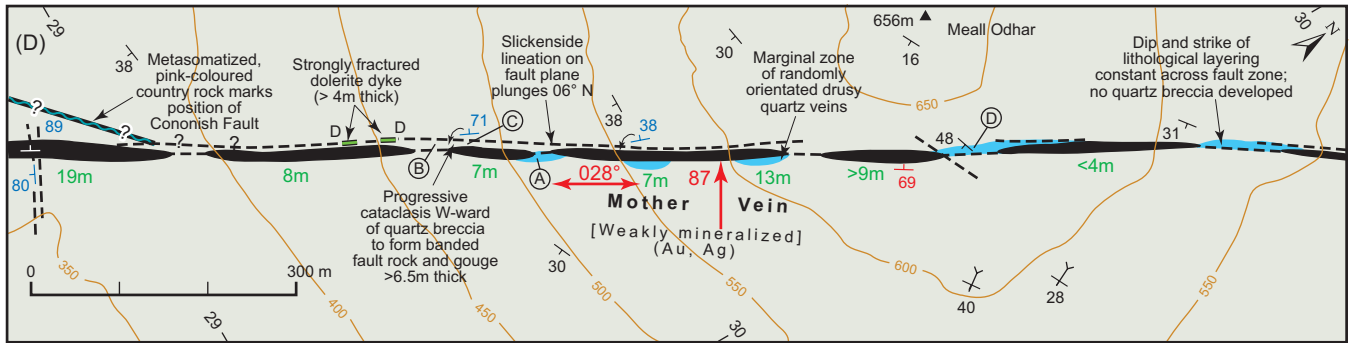 (D)
29
38
Metasomatized,
pink-coloured
country rock marks
position of
Cononish Fault
Strongly fractured
dolerite dyke
(> 4m thick)
Slickenside
lineation on
fault plane
plunges 06° N
30
Marginal zone
of randomly
orientated drusy
quartz veins
656m
Meall Odhar
16
650
Dip and strike of
lithological layering
constant across fault zone;
no quartz breccia developed
30
N
?
?
?
?
89
D
D
71
C
38
38
48
D
31
80
19m
8m
B
7m
A
028°
7m
87
13m
>9m
69
<4m
Mother Vein
[Weakly mineralized]
(Au, Ag)
Progressive
cataclasis W-ward
of quartz breccia
to form banded
fault rock and gouge
>6.5m thick
30
0
300 m
350
29
400
450
500
550
30
600
40
28
550